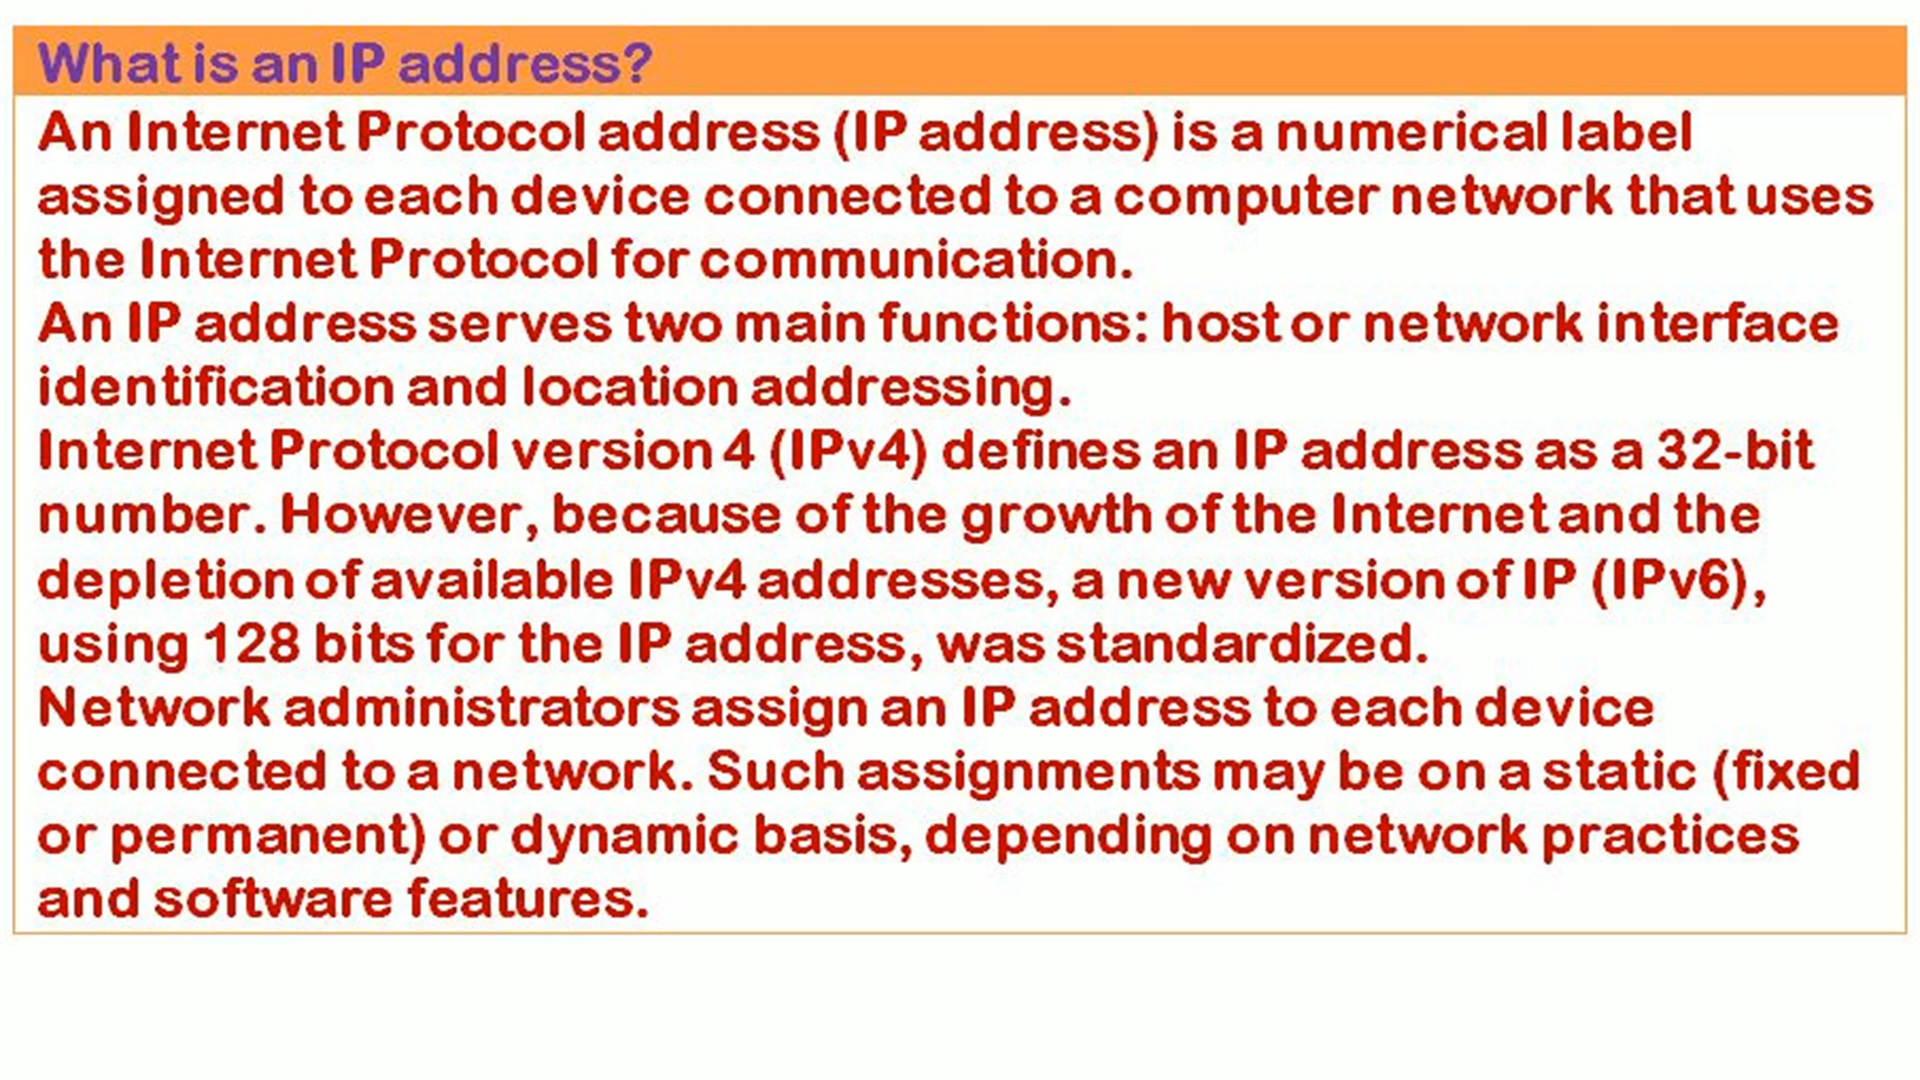 What is an IP address?
An Internet Protocol address (IP address) is a numerical label
assigned to each device connected to a computer network that uses
the Internet Protocol for communication.
An IP address serves two main functions: host or network interface
identification and location addressing.
Internet Protocol version 4 (IPv4) defines an IP address as a 32-bit
number. However, because of the growth of the Internet and the
depletion of available IPv4 addresses, a new version of IP (IPv6),
using 128 bits for the IP address, was standardized.
Network administrators assign an IP address to each device
connected to a network. Such assignments may be on a static (fixed
or permanent) or dynamic basis, depending on network practices
and software features.